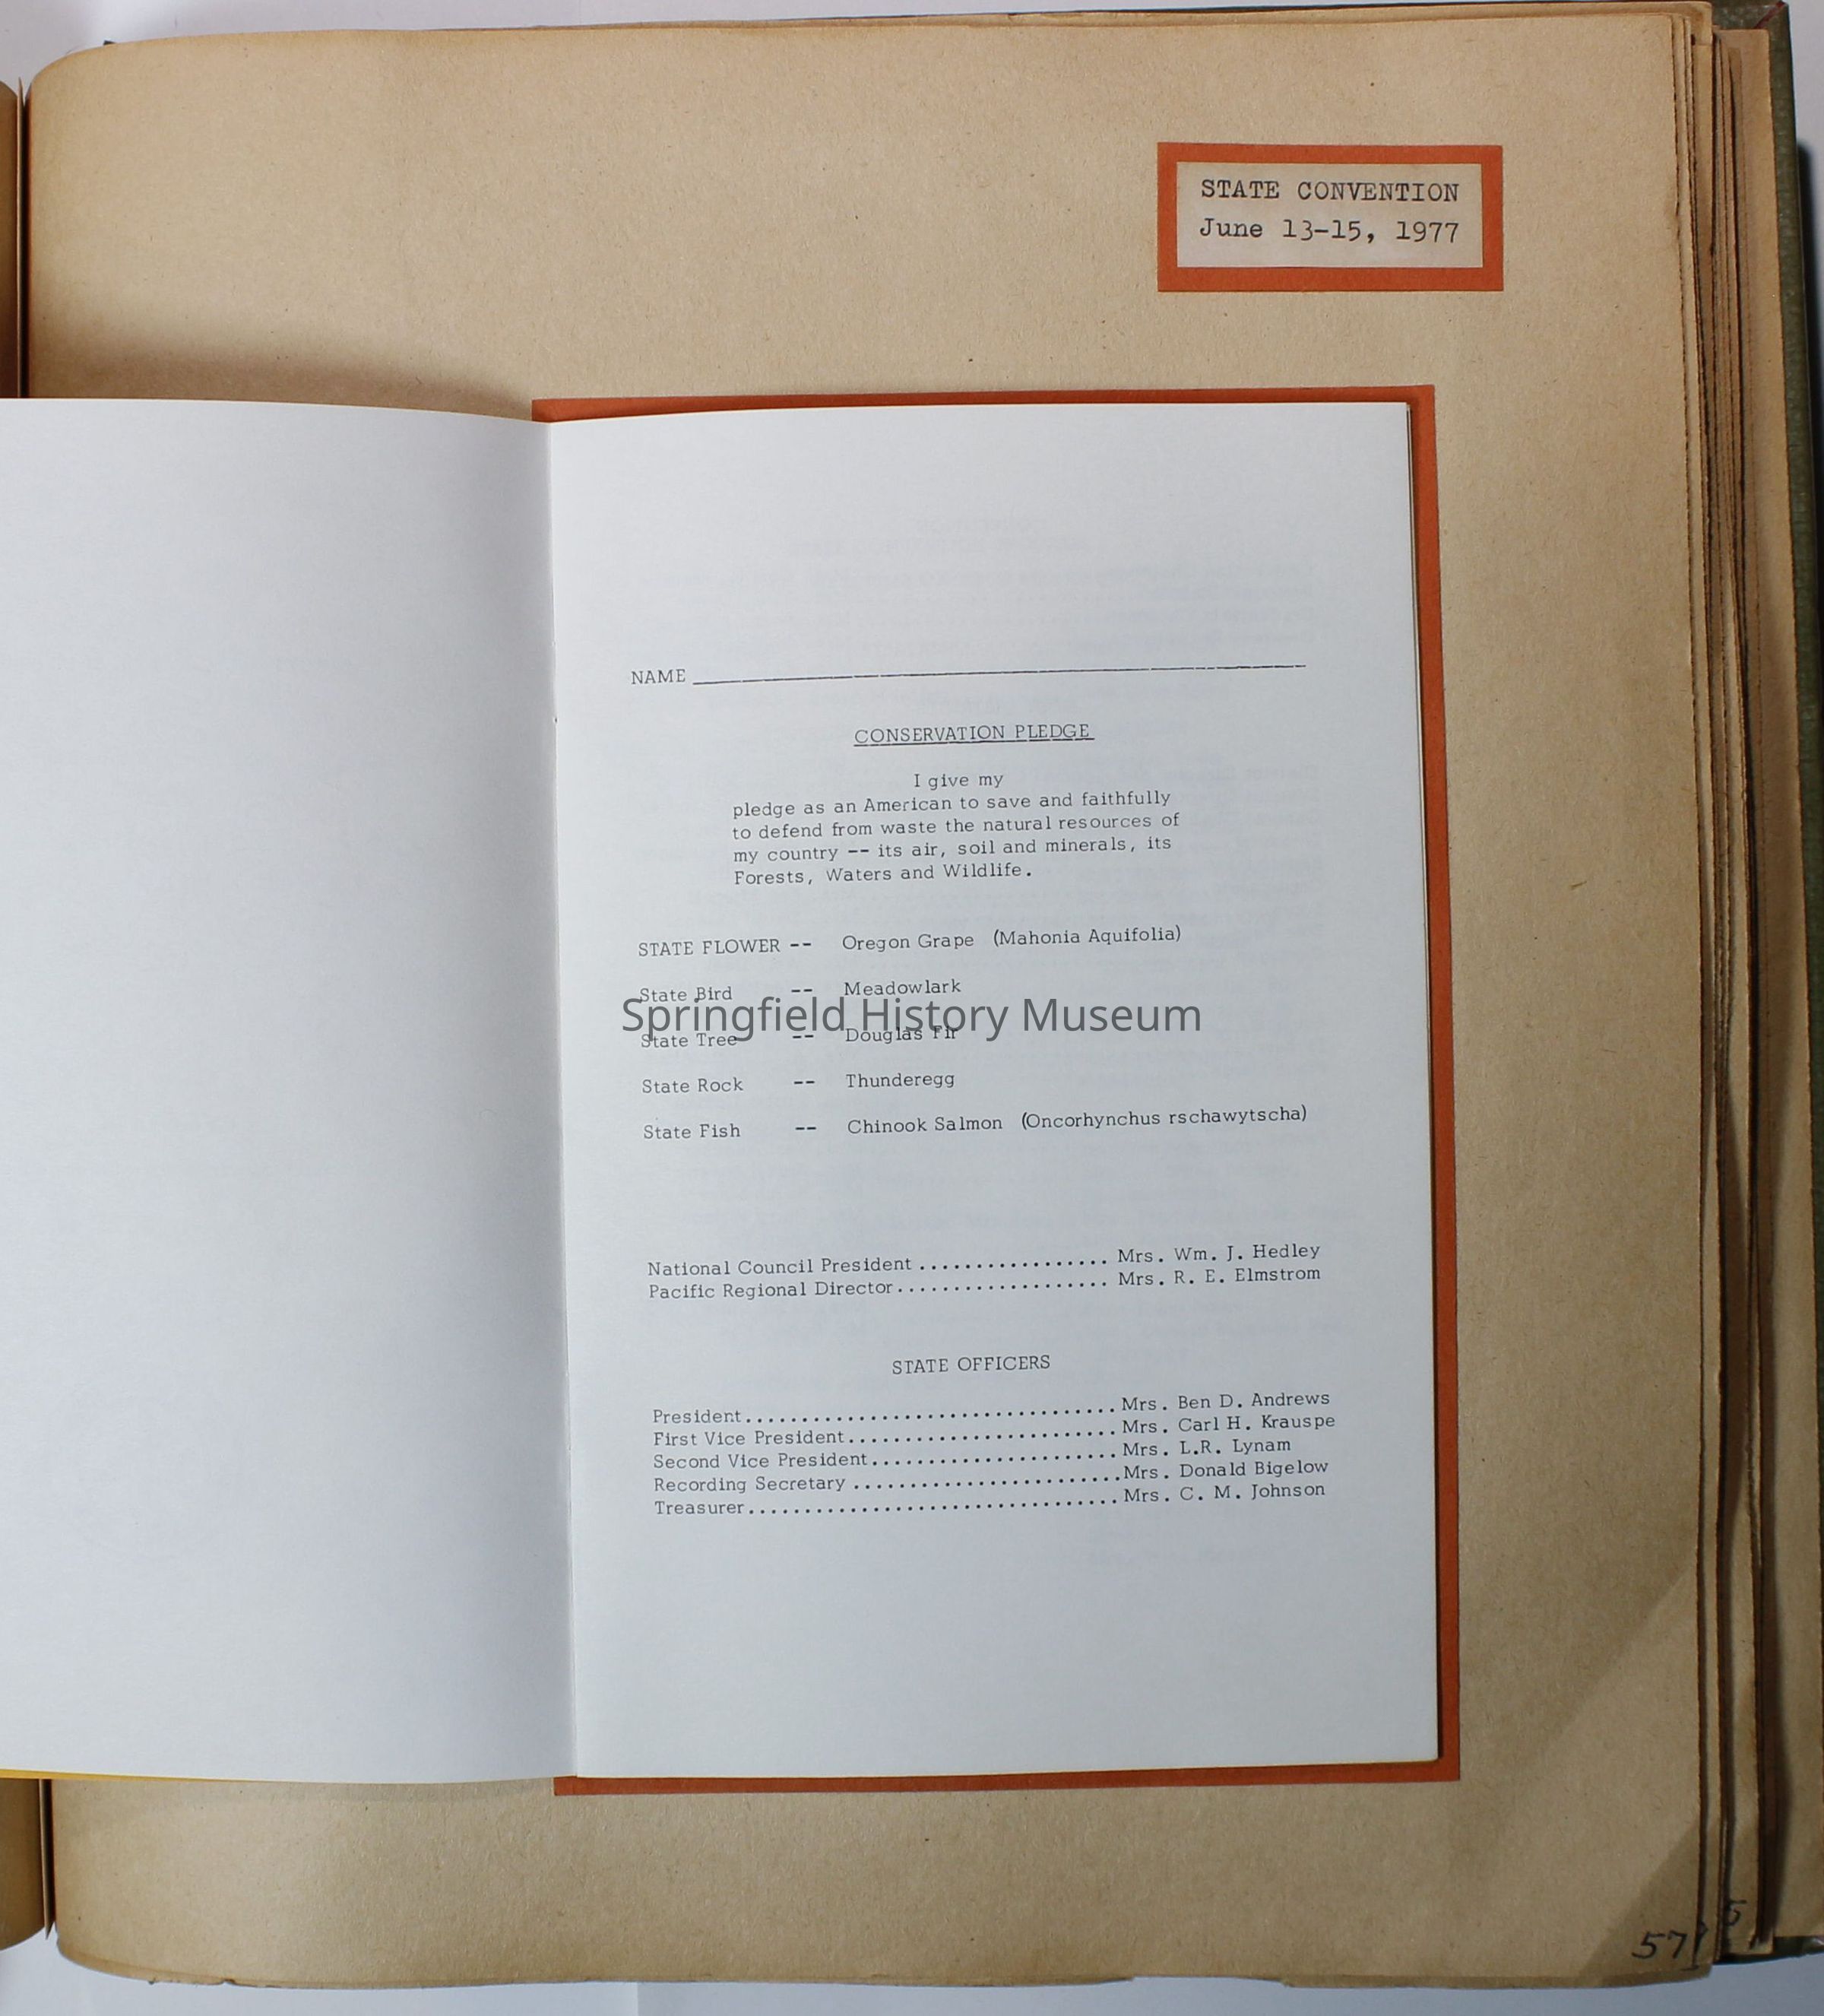 STATE CONVENTION
June 13-15, 1977
NAME
CONSERVATION PLEDGE
I give my
pledge as an American to save and faithfully
to defend from waste the natural resources of
my country -- its air, soil and minerals, its
Forests, Waters and Wildlife.
STATE FLOWER -- Oregon Grape (Mahonia Aquifolia)
State Bird -- Meadowlark
Springfield History Museum
State Tree -- Douglas Fir
State Rock -- Thunderegg
State Fish -- Chinook Salmon (Oncorhynchus rschawytscha)
National Council President ................. Mrs. Wm. J. Hedley
Pacific Regional Director................... Mrs. R. E. Elmstrom
STATE OFFICERS
President................................. Mrs. Ben D. Andrews
First Vice President........................ Mrs. Carl H. Krauspe
Second Vice President...................... Mrs. L.R. Lynam
Recording Secretary ........................Mrs. Donald Bigelow
Treasurer................................. Mrs. C. M. Johnson
5
57